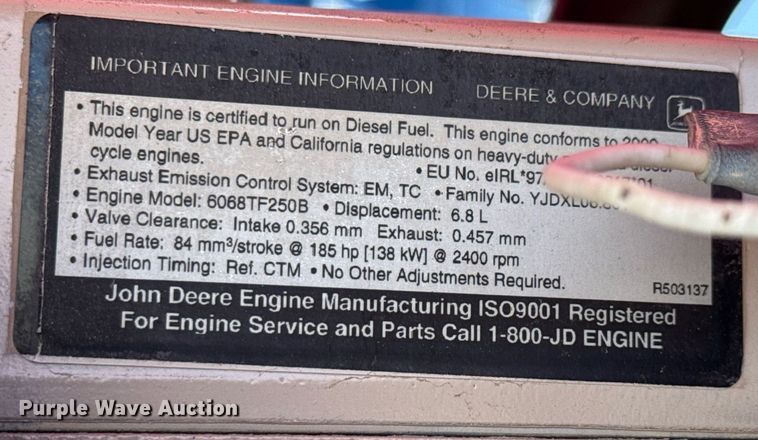 IMPORTANT ENGINE INFORMATION DEERE & COMPANY
• This engine is certified to run on Diesel Fuel. This engine conforms to 2000
Model Year US EPA and California regulations on heavy-duty
cycle engines. • EU No. eIRL*97
• Exhaust Emission Control System: EM, TC • Family No.
• Engine Model: 6068TF250B • Displacement: 6.8 L
• Valve Clearance: Intake 0.356 mm Exhaust: 0.457 mm
• Fuel Rate: 84 mm³/stroke @ 185 hp [138 kW] @ 2400 rpm
• Injection Timing: Ref. CTM • No Other Adjustments Required.
R503137
John Deere Engine Manufacturing ISO9001 Registered
For Engine Service and Parts Call 1-800-JD ENGINE
Purple Wave Auction